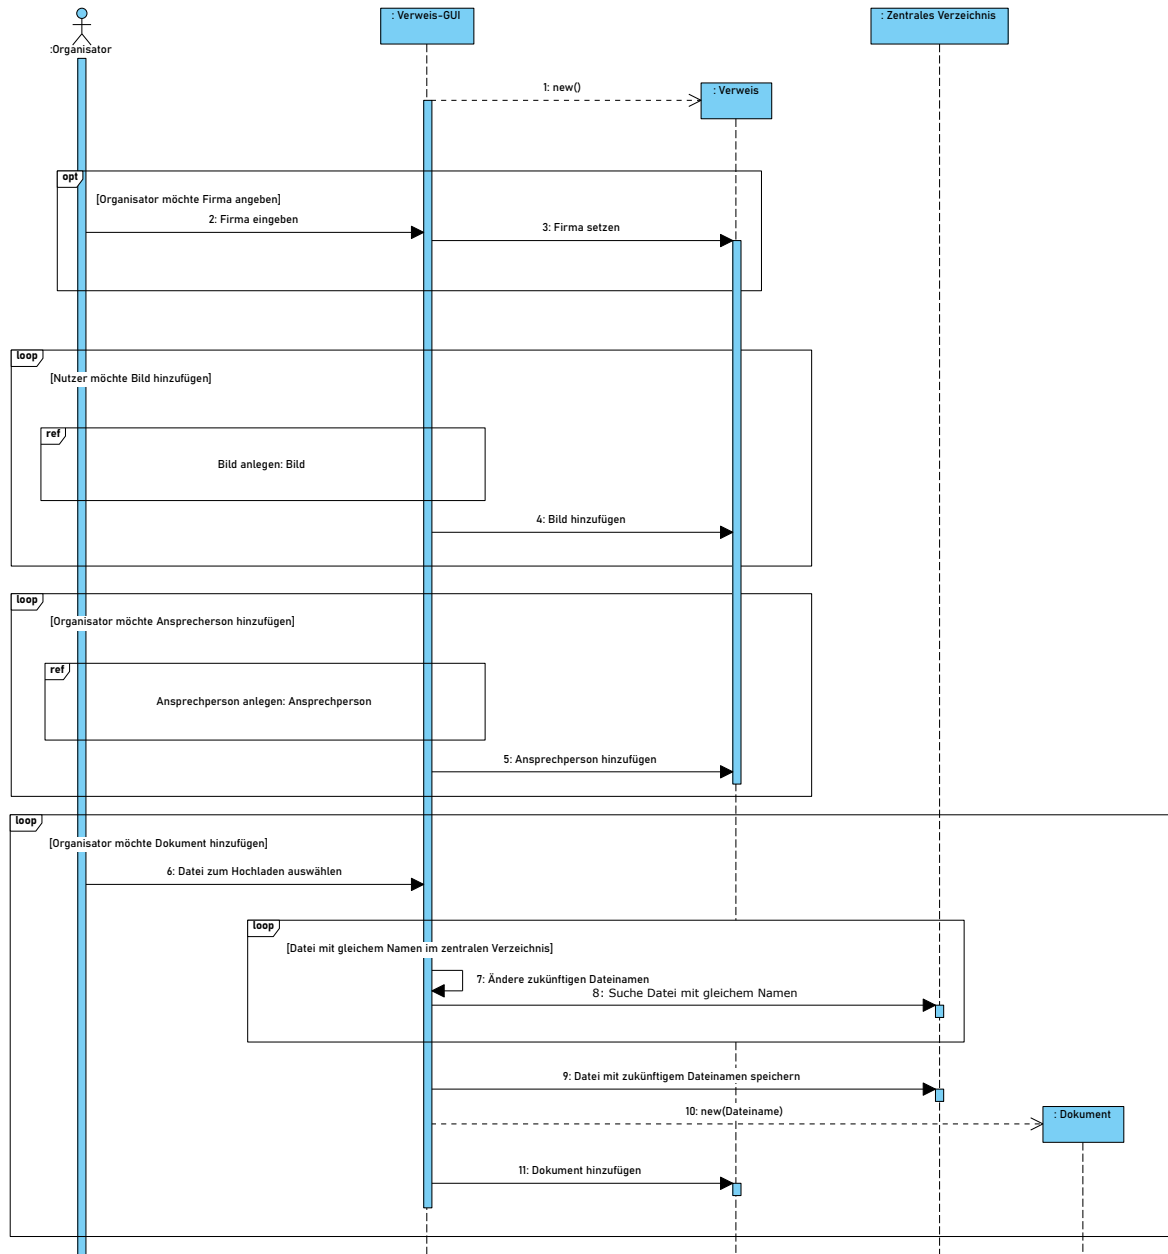 : Verweis-GUI
: Zentrales Verzeichnis
:Organisator
1: new()
: Verweis
opt
[Organisator möchte Firma angeben]
2: Firma eingeben
3: Firma setzen
loop
[Nutzer möchte Bild hinzufügen]
ref
Bild anlegen: Bild
4: Bild hinzufügen
loop
[Organisator möchte Ansprecherson hinzufügen]
ref
Ansprechperson anlegen: Ansprechperson
5: Ansprechperson hinzufügen
loop
[Organisator möchte Dokument hinzufügen]
6: Datei zum Hochladen auswählen
loop
[Datei mit gleichem Namen im zentralen Verzeichnis]
7: Ändere zukünftigen Dateinamen
8: Suche Datei mit gleichem Namen
9: Datei mit zukünftigem Dateinamen speichern
10: new(Dateiname)
: Dokument
11: Dokument hinzufügen